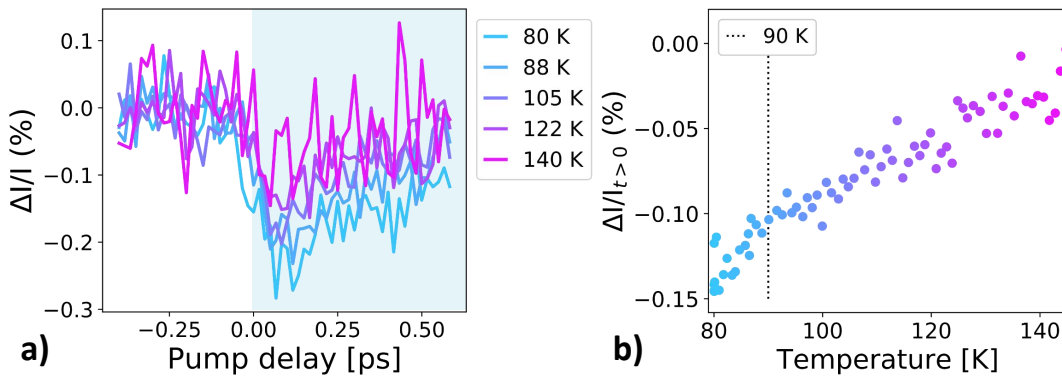 0.1
0.0
−0.1
−0.2
−0.3
ΔI/I (%)
−0.25
0.00
0.25
0.50
Pump delay [ps]
a)
80 K
88 K
105 K
122 K
140 K
0.00
−0.05
−0.10
−0.15
ΔI/I t>0 (%)
90 K
80
100
120
140
Temperature [K]
b)